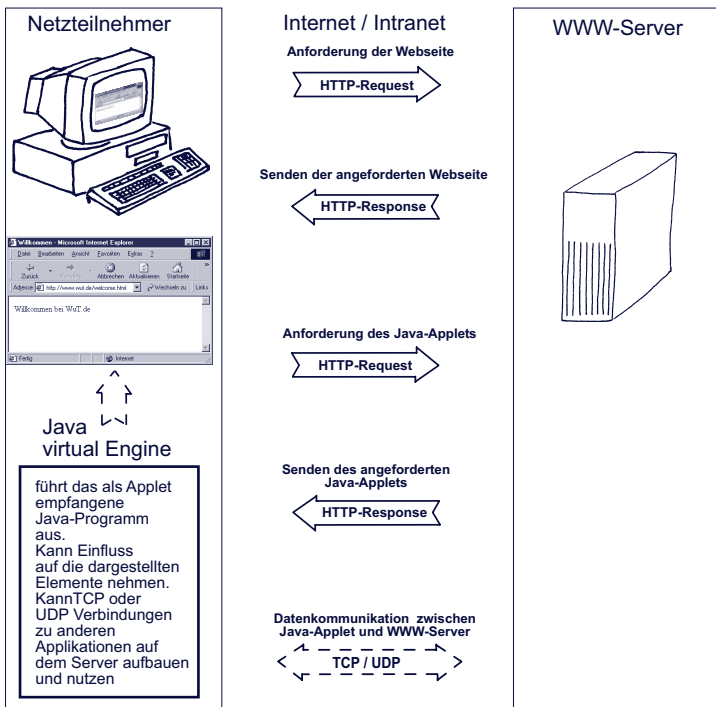 Netzteilnehmer
Internet / Intranet
WWW-Server
Anforderung der Webseite
HTTP-Request
Senden der angeforderten Webseite
HTTP-Response
Willkommen - Microsoft Internet Explorer
Datei Bearbeiten Ansicht Favoriten Extras ?
Zurück Vorwärts Abbrechen Aktualisieren Startseite
Adresse http://www.wut.de/welcome.html Wechseln zu Links
Willkommen bei WuT.de
Fertig Internet
Anforderung des Java-Applets
HTTP-Request
Java
virtual Engine
führt das als Applet
empfangene
Java-Programm
aus.
Kann Einfluss
auf die dargestellten
Elemente nehmen.
KannTCP oder
UDP Verbindungen
zu anderen
Applikationen auf
dem Server aufbauen
und nutzen
Senden des angeforderten
Java-Applets
HTTP-Response
Datenkommunikation zwischen
Java-Applet und WWW-Server
TCP / UDP